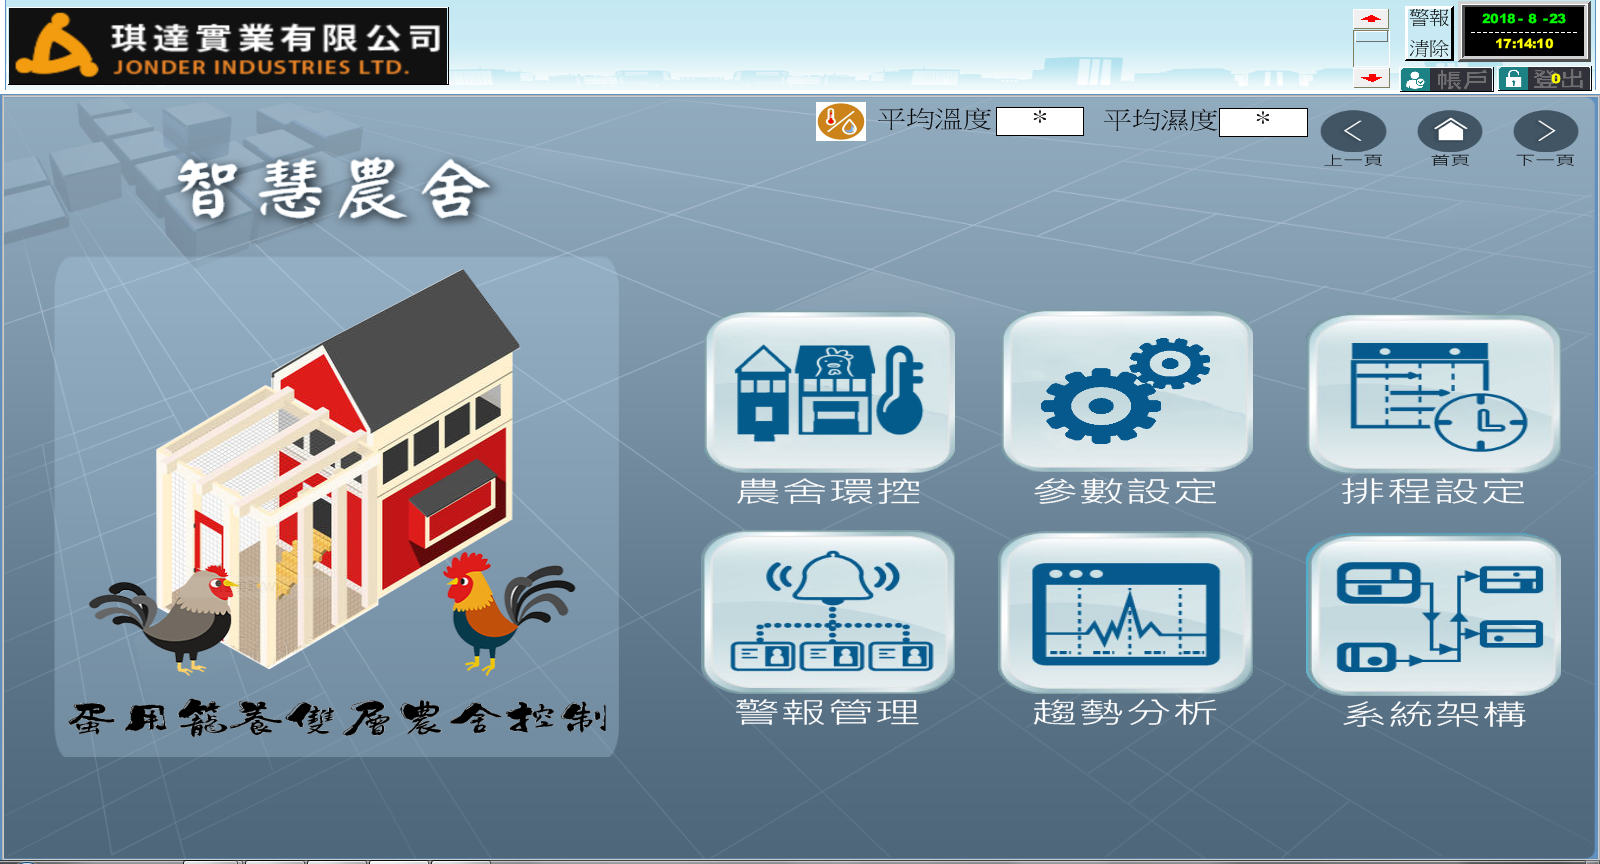 琪達實業有限公司
JONDER INDUSTRIES LTD.
警報
清除
2018- 8 -23
17:14:10
帳戶
登出
0
平均溫度
*
平均濕度
*
上一頁
首頁
下一頁
智慧農舍
蛋用籠養雙層農舍控制
農舍環控
參數設定
排程設定
警報管理
趨勢分析
系統架構